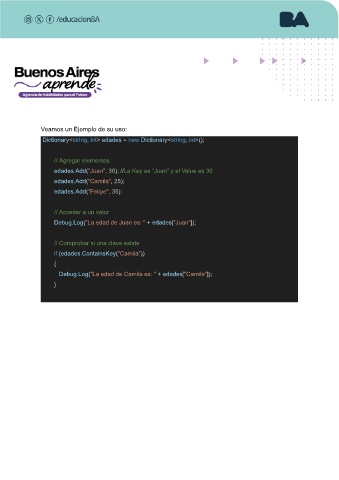 /educacionBA
BA
Buenos Aires
aprende
Agencia de Habilidades para el Futuro
Veamos un Ejemplo de su uso:
Dictionary<string, int> edades = new Dictionary<string, int>();
// Agregar elementos
edades.Add("Juan", 30); //La Key es "Juan" y el Value es 30
edades.Add("Camila", 25);
edades.Add("Felipe", 35);
// Acceder a un valor
Debug.Log("La edad de Juan es: " + edades["Juan"]);
// Comprobar si una clave existe
if (edades.ContainsKey("Camila"))
{
Debug.Log("La edad de Camila es: " + edades["Camila"]);
}